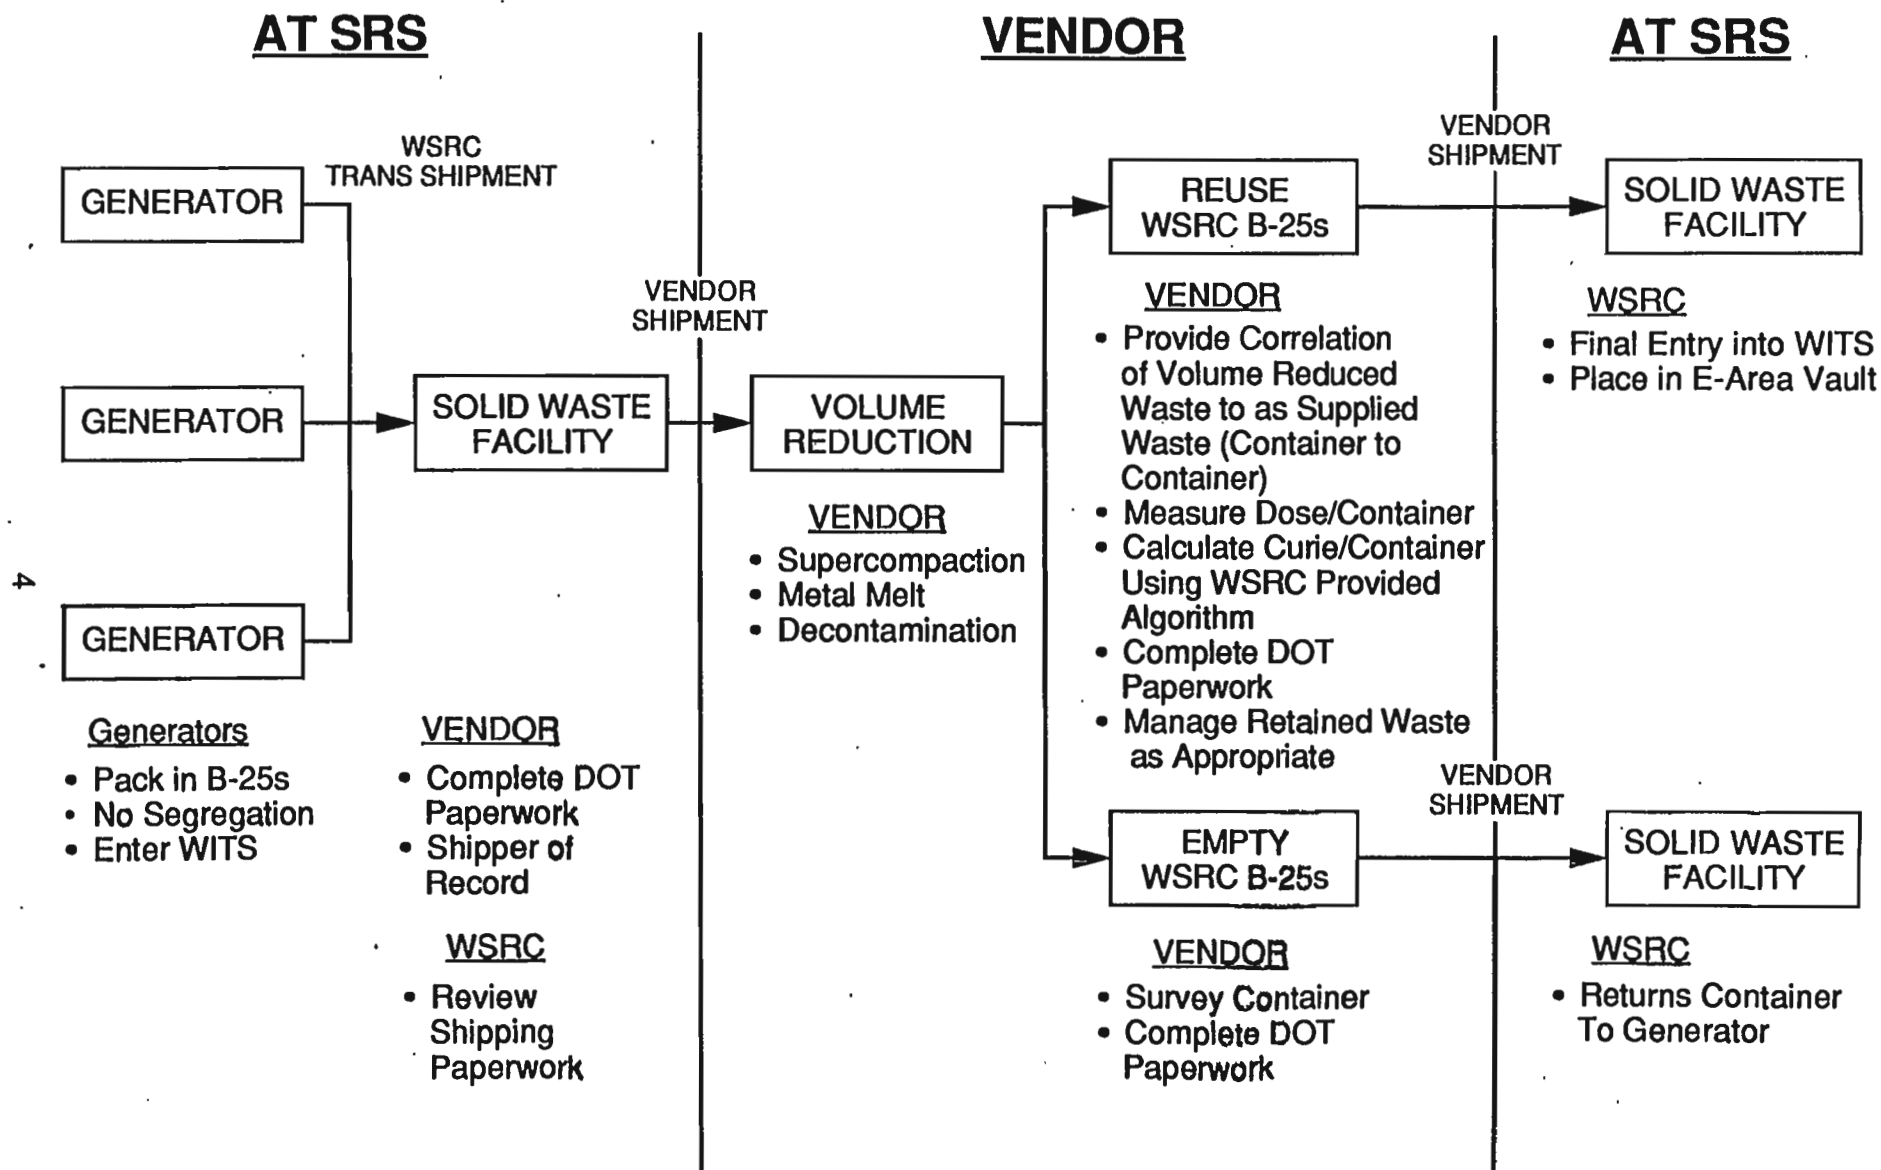 AT SRS
VENDOR
AT SRS
WSRC
TRANS SHIPMENT
GENERATOR
GENERATOR
GENERATOR
SOLID WASTE
FACILITY
Generators
• Pack in B-25s
• No Segregation
• Enter WITS
VENDOR
• Complete DOT
Paperwork
• Shipper of
Record
WSRC
• Review
Shipping
Paperwork
VENDOR
SHIPMENT
VOLUME
REDUCTION
VENDOR
• Supercompaction
• Metal Melt
• Decontamination
REUSE
WSRC B-25s
VENDOR
• Provide Correlation
of Volume Reduced
Waste to as Supplied
Waste (Container to
Container)
• Measure Dose/Container
• Calculate Curie/Container
Using WSRC Provided
Algorithm
• Complete DOT
Paperwork
• Manage Retained Waste
as Appropriate
EMPTY
WSRC B-25s
VENDOR
• Survey Container
• Complete DOT
Paperwork
VENDOR
SHIPMENT
SOLID WASTE
FACILITY
WSRC
• Final Entry into WITS
• Place in E-Area Vault
VENDOR
SHIPMENT
SOLID WASTE
FACILITY
WSRC
• Returns Container
To Generator
4